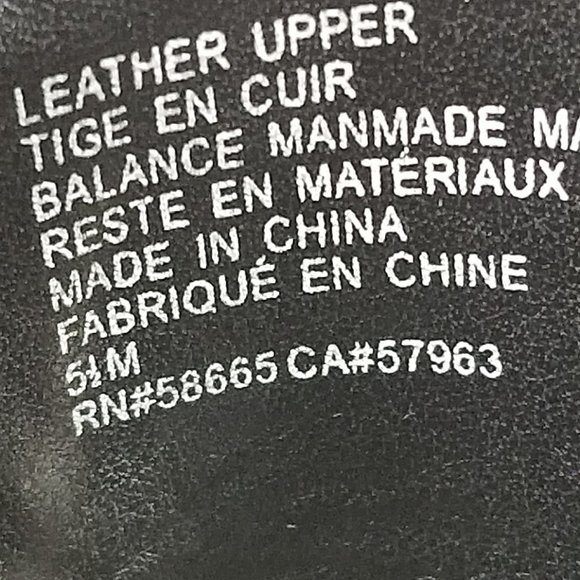 LEATHER UPPER
TIGE EN CUIR
BALANCE MANMADE
RESTE EN MATÉRIAUX
MADE IN CHINA
FABRIQUÉ EN CHINE
5½M
RN#58665 CA#57963